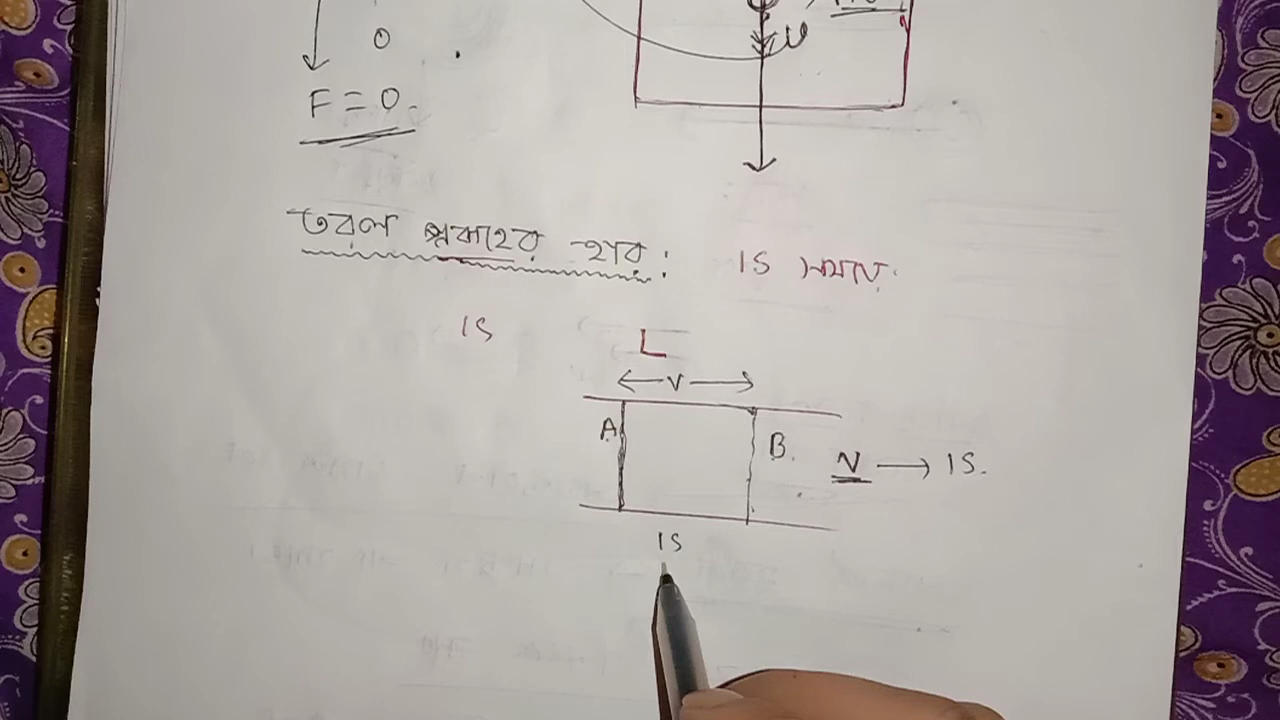 0
F = 0.
তরল প্রবাহের হার: 1S সময়ে
1S
L
V
A
B.
N → 1S.
1S